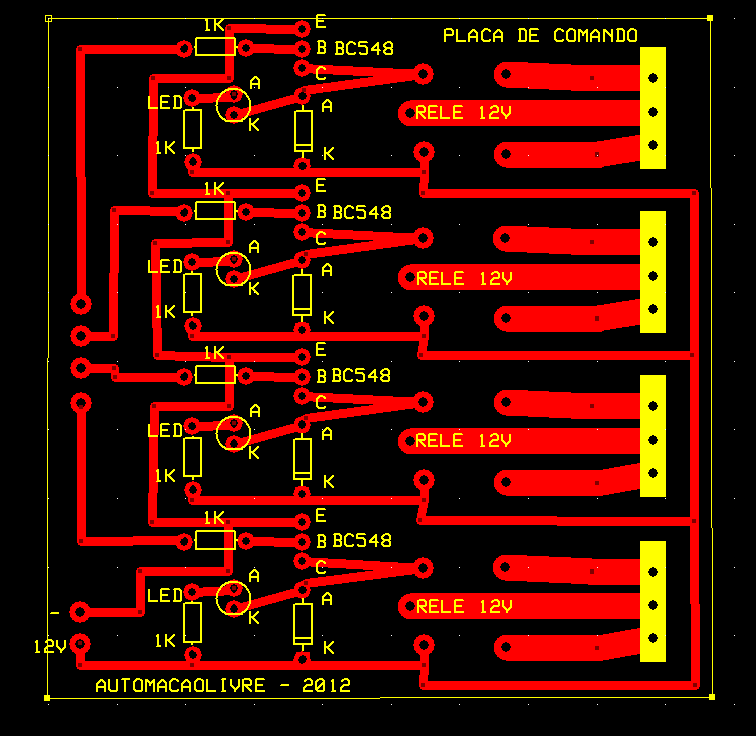 1K E PLACA DE COMANDO
B BC548
C
LED A A
K RELE 12V
1K K
1K E
B BC548
C
LED A A
K RELE 12V
1K K
1K E
B BC548
C
LED A A
K RELE 12V
1K K
1K E
B BC548
C
LED A A
- K RELE 12V
12V 1K K
AUTOMACAOLIVRE - 2012